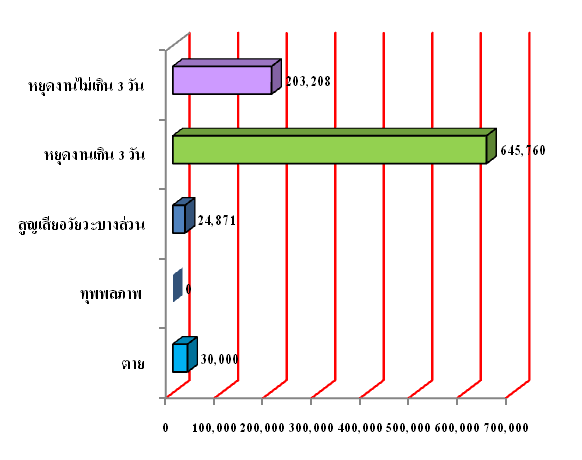 หยุดงานไม่เกิน 3 วัน
203,208
หยุดงานเกิน 3 วัน
645,760
สูญเสียอวัยวะบางส่วน
24,871
ทุพพลภาพ
0
ตาย
30,000
0 100,000 200,000 300,000 400,000 500,000 600,000 700,000